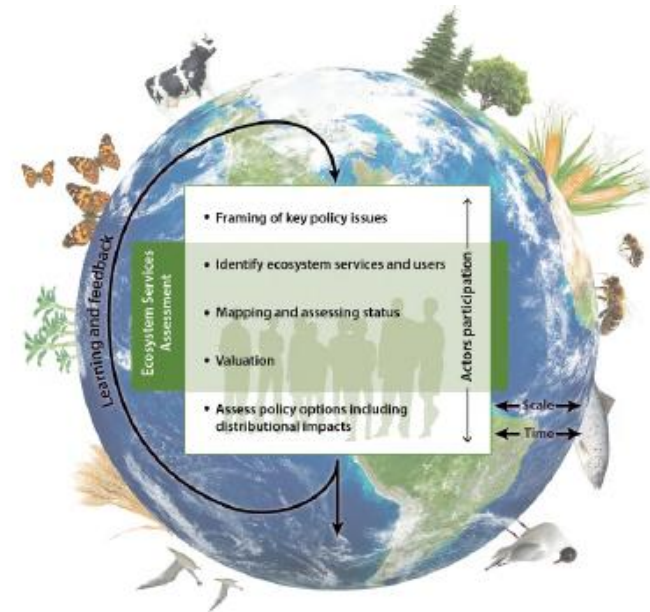 • Framing of key policy issues
• Identify ecosystem services and users
• Mapping and assessing status
• Valuation
• Assess policy options including
distributional impacts
Ecosystem Services
Assessment
Learning and feedback
Actors participation
Scale
Time